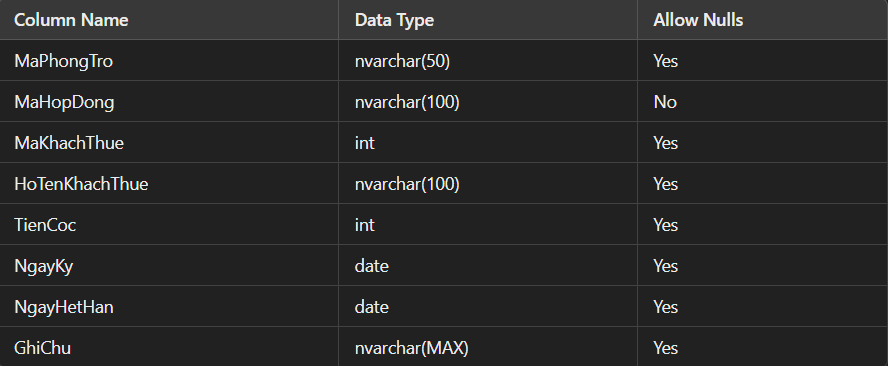 Column Name Data Type Allow Nulls
MaPhongTro nvarchar(50) Yes
MaHopDong nvarchar(100) No
MaKhachThue int Yes
HoTenKhachThue nvarchar(100) Yes
TienCoc int Yes
NgayKy date Yes
NgayHetHan date Yes
GhiChu nvarchar(MAX) Yes